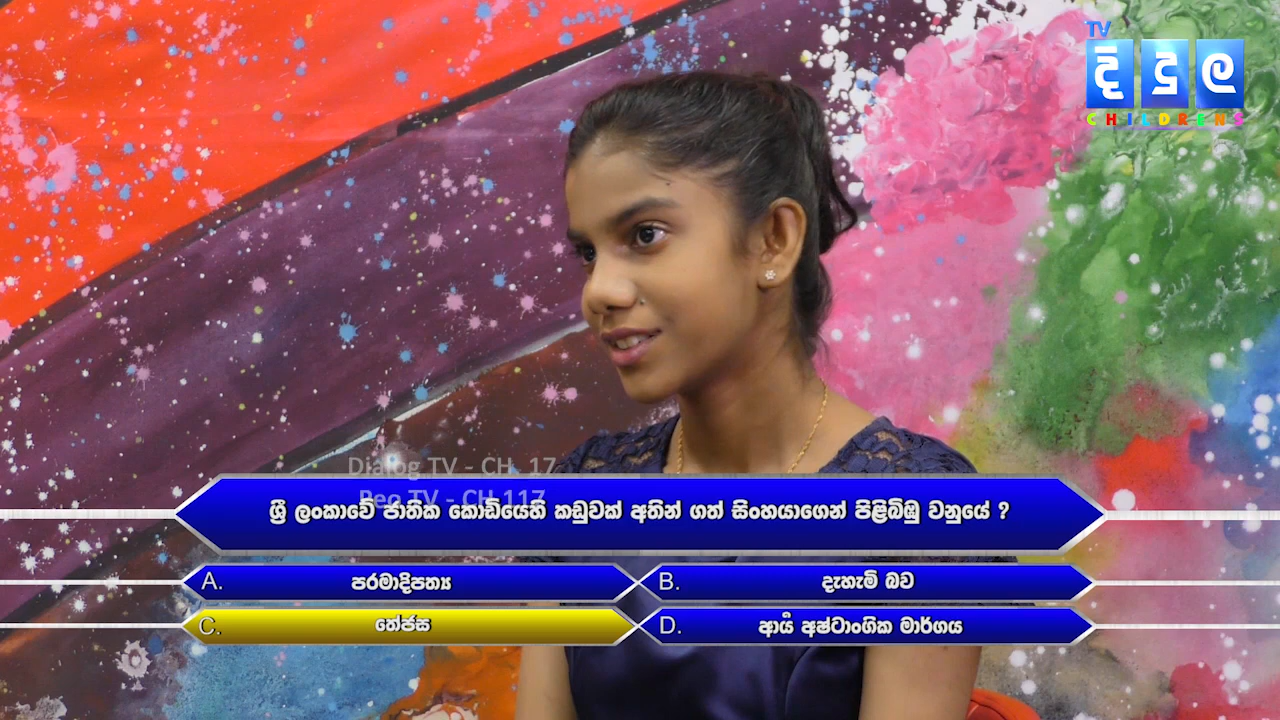 TV
දිදුල
CHILDRENS
Dialog TV - CH 17
Peo TV - CH 117
ශ්‍රී ලංකාවේ ජාතික කොඩියෙහි කඩුවක් අතින් ගත් සිංහයාගෙන් පිළිබිඹු වනුයේ ?
A. පරමාදිපත්‍ය
B. දැහැමි බව
C. තේජස
D. ආර්‍ය අෂ්ටාංගික මාර්ගය